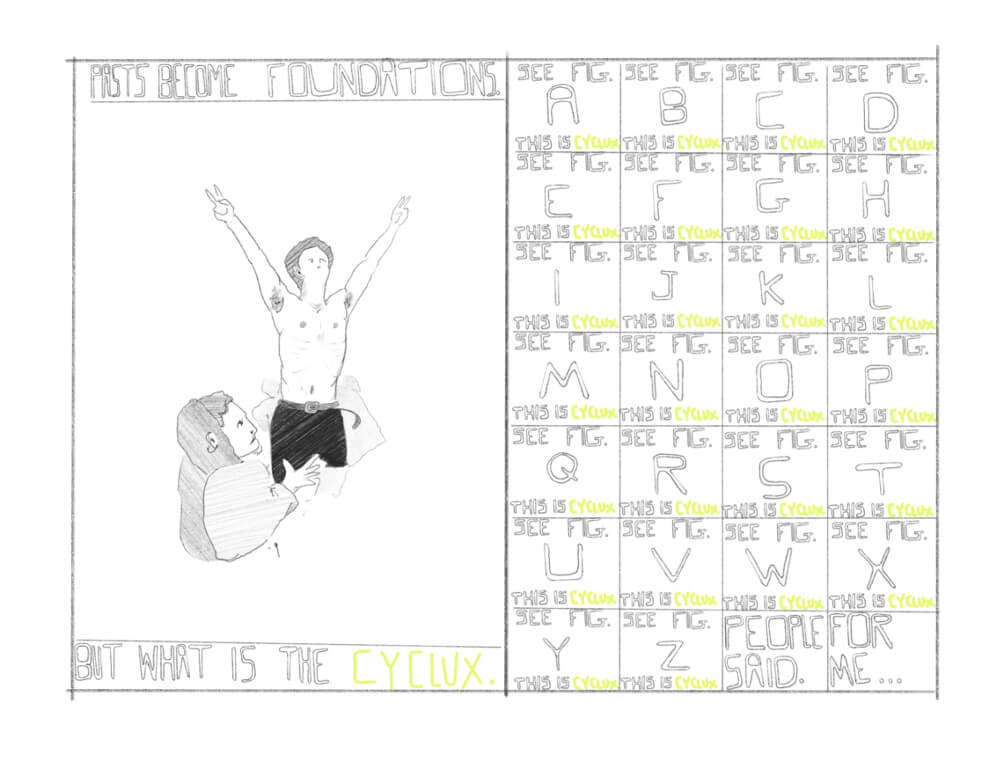 PASTS BECOME FOUNDATIONS.
BUT WHAT IS THE CYCLUX.
SEE FIG.
A
THIS IS CYCLUX
SEE FIG.
B
THIS IS CYCLUX
SEE FIG.
C
THIS IS CYCLUX
SEE FIG.
D
THIS IS CYCLUX
SEE FIG.
E
THIS IS CYCLUX
SEE FIG.
F
THIS IS CYCLUX
SEE FIG.
G
THIS IS CYCLUX
SEE FIG.
H
THIS IS CYCLUX
SEE FIG.
I
THIS IS CYCLUX
SEE FIG.
J
THIS IS CYCLUX
SEE FIG.
K
THIS IS CYCLUX
SEE FIG.
L
THIS IS CYCLUX
SEE FIG.
M
THIS IS CYCLUX
SEE FIG.
N
THIS IS CYCLUX
SEE FIG.
O
THIS IS CYCLUX
SEE FIG.
P
THIS IS CYCLUX
SEE FIG.
Q
THIS IS CYCLUX
SEE FIG.
R
THIS IS CYCLUX
SEE FIG.
S
THIS IS CYCLUX
SEE FIG.
T
THIS IS CYCLUX
SEE FIG.
U
THIS IS CYCLUX
SEE FIG.
V
THIS IS CYCLUX
SEE FIG.
W
THIS IS CYCLUX
SEE FIG.
X
THIS IS CYCLUX
SEE FIG.
Y
THIS IS CYCLUX
SEE FIG.
Z
THIS IS CYCLUX
PEOPLE
SAID.
FOR
ME...